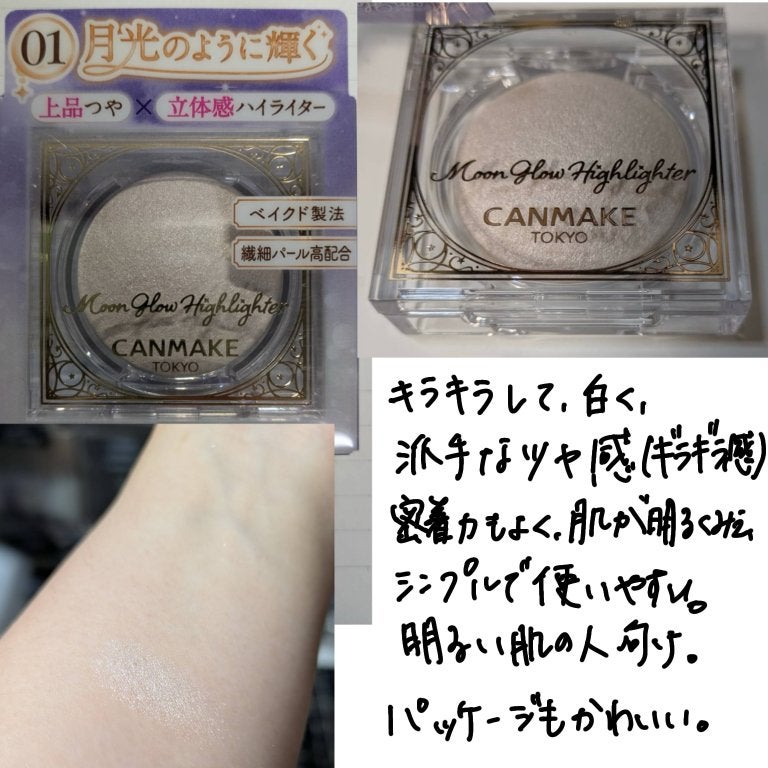 01 月光のように輝く
上品つや × 立体感ハイライター
ベイクド製法
繊細パール高配合
Moon Glow Highlighter
CANMAKE
TOKYO
Moon Glow Highlighter
CANMAKE
TOKYO
キラキラして、白く、
派手なツヤ感(ギラギラ感)
密着力もよく、肌が明るくみえ、
シンプルで使いやすい。
明るい肌の人向け。
パッケージもかわいい。